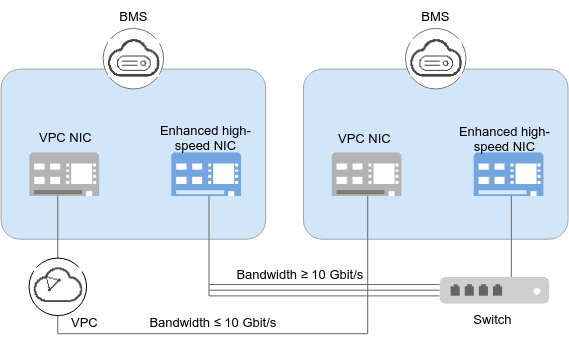 BMS
BMS
VPC NIC
Enhanced high-
speed NIC
VPC NIC
Enhanced high-
speed NIC
Bandwidth ≥ 10 Gbit/s
VPC
Bandwidth ≤ 10 Gbit/s
Switch